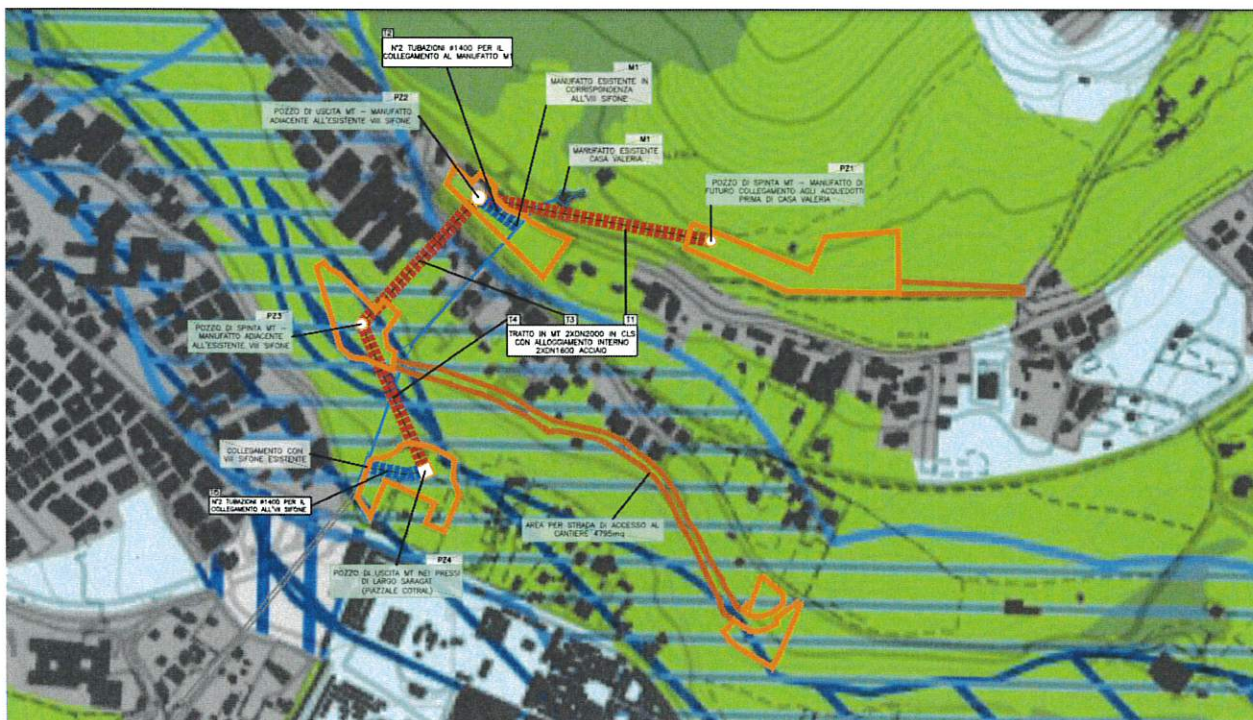 T2
N°2 TUBAZIONI ø1400 PER IL
COLLEGAMENTO AL MANUFATTO M1
M1
MANUFATTO ESISTENTE IN
CORRISPONDENZA
ALL'VIII SIFONE
PZ2
POZZO DI USCITA MT – MANUFATTO
ADIACENTE ALL'ESISTENTE VIII SIFONE
M1
MANUFATTO ESISTENTE
CASA VALERIA
PZ1
POZZO DI SPINTA MT – MANUFATTO DI
FUTURO COLLEGAMENTO AGLI ACQUEDOTTI
PRIMA DI CASA VALERIA
PZ3
POZZO DI SPINTA MT –
MANUFATTO ADIACENTE
ALL'ESISTENTE VIII SIFONE
T4
T3
T1
TRATTO IN MT 2XDN2000 IN CLS
CON ALLOGGIAMENTO INTERNO
2XDN1600 ACCIAIO
COLLEGAMENTO CON
VIII SIFONE ESISTENTE
T5
N°2 TUBAZIONI ø1400 PER IL
COLLEGAMENTO ALL'VIII SIFONE
AREA PER STRADA DI ACCESSO AL
CANTIERE 4795mq
PZ4
POZZO DI USCITA MT NEI PRESSI
DI LARGO SARAGAT
(PIAZZALE COTRAL)